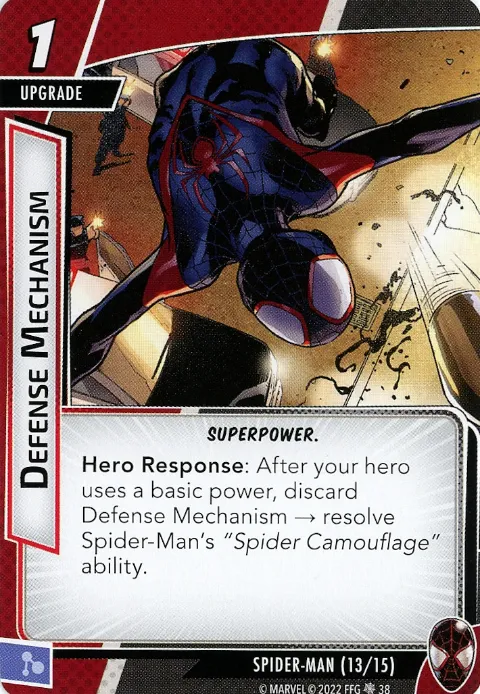 1
UPGRADE
DEFENSE MECHANISM
SUPERPOWER.
Hero Response: After your hero
uses a basic power, discard
Defense Mechanism → resolve
Spider-Man's "Spider Camouflage"
ability.
SPIDER-MAN (13/15)
© MARVEL © 2022 FFG 38